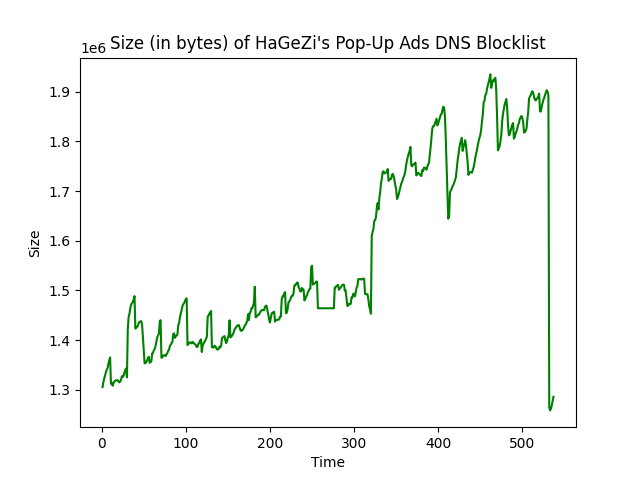 Size (in bytes) of HaGeZi's Pop-Up Ads DNS Blocklist
1e6
1.9
1.8
1.7
1.6
1.5
1.4
1.3
Size
0 100 200 300 400 500
Time